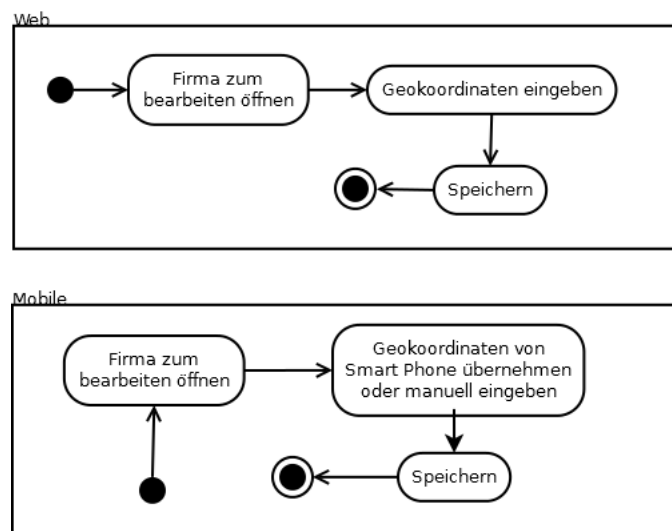 Web
Firma zum
bearbeiten öffnen
Geokoordinaten eingeben
Speichern
Mobile
Firma zum
bearbeiten öffnen
Geokoordinaten von
Smart Phone übernehmen
oder manuell eingeben
Speichern